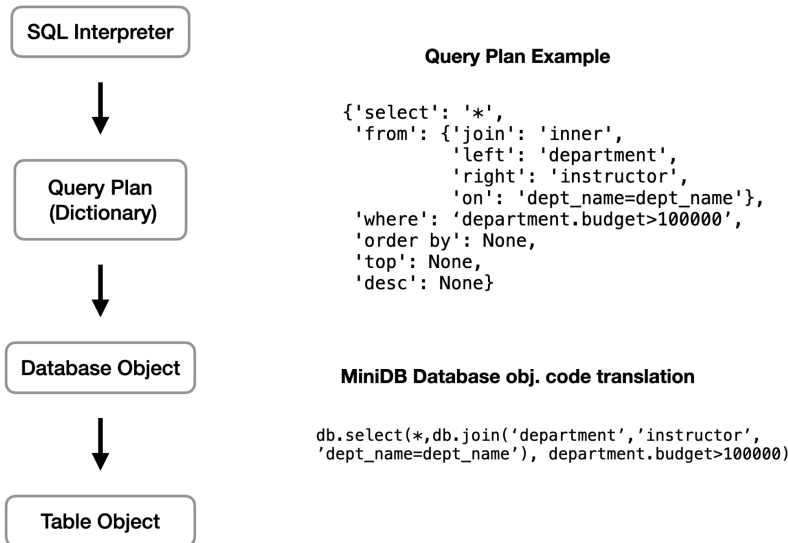 SQL Interpreter
Query Plan
(Dictionary)
Database Object
Table Object
Query Plan Example
{'select': '*',
'from': {'join': 'inner',
'left': 'department',
'right': 'instructor',
'on': 'dept_name=dept_name'},
'where': ‘department.budget>100000’,
'order by': None,
'top': None,
'desc': None}
MiniDB Database obj. code translation
db.select(*,db.join(‘department’,’instructor’,
’dept_name=dept_name’), department.budget>100000)